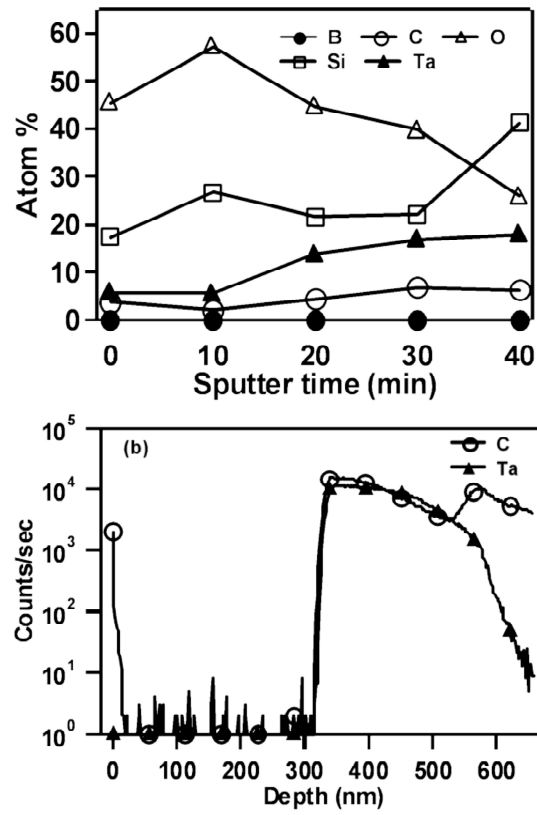 60
50
40
30
20
10
0
Atom %
B C O
Si Ta
0 10 20 30 40
Sputter time (min)
(b)
C
Ta
10^5
10^4
10^3
10^2
10^1
10^0
Counts/sec
0 100 200 300 400 500 600
Depth (nm)